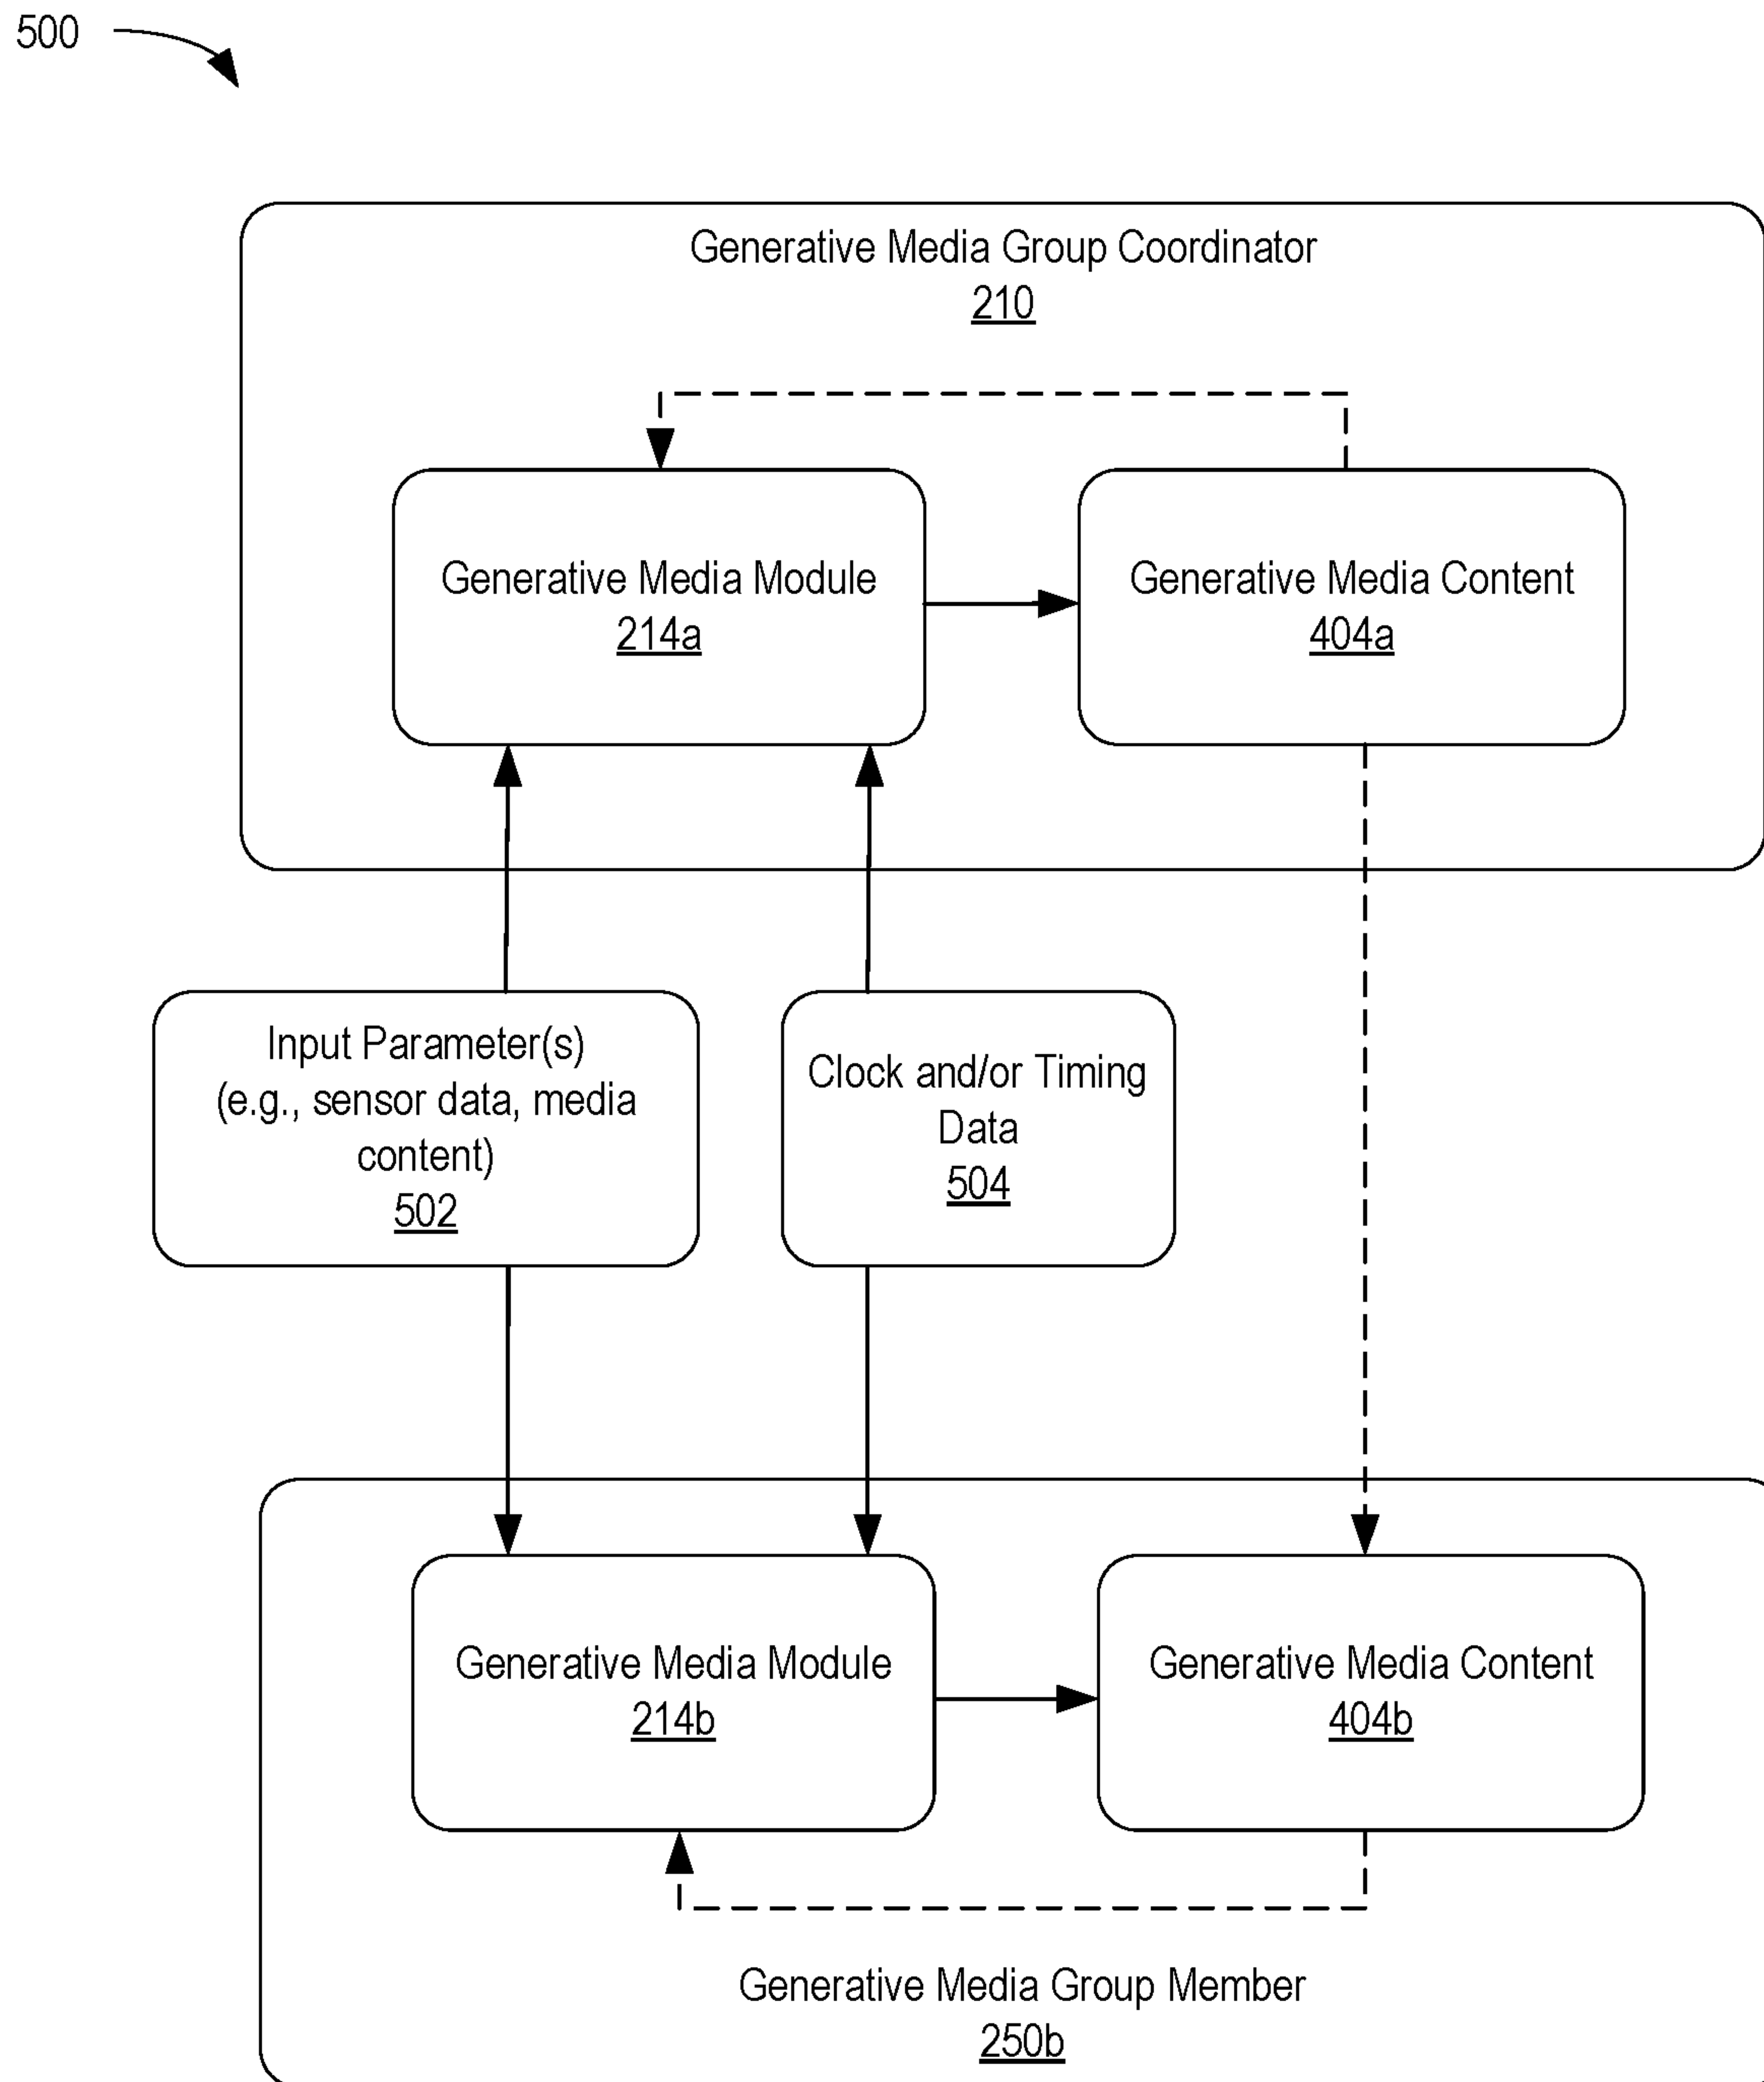 500
Generative Media Group Coordinator
210
Generative Media Module
214a
Generative Media Content
404a
Input Parameter(s)
(e.g., sensor data, media
content)
502
Clock and/or Timing
Data
504
Generative Media Module
214b
Generative Media Content
404b
Generative Media Group Member
250b